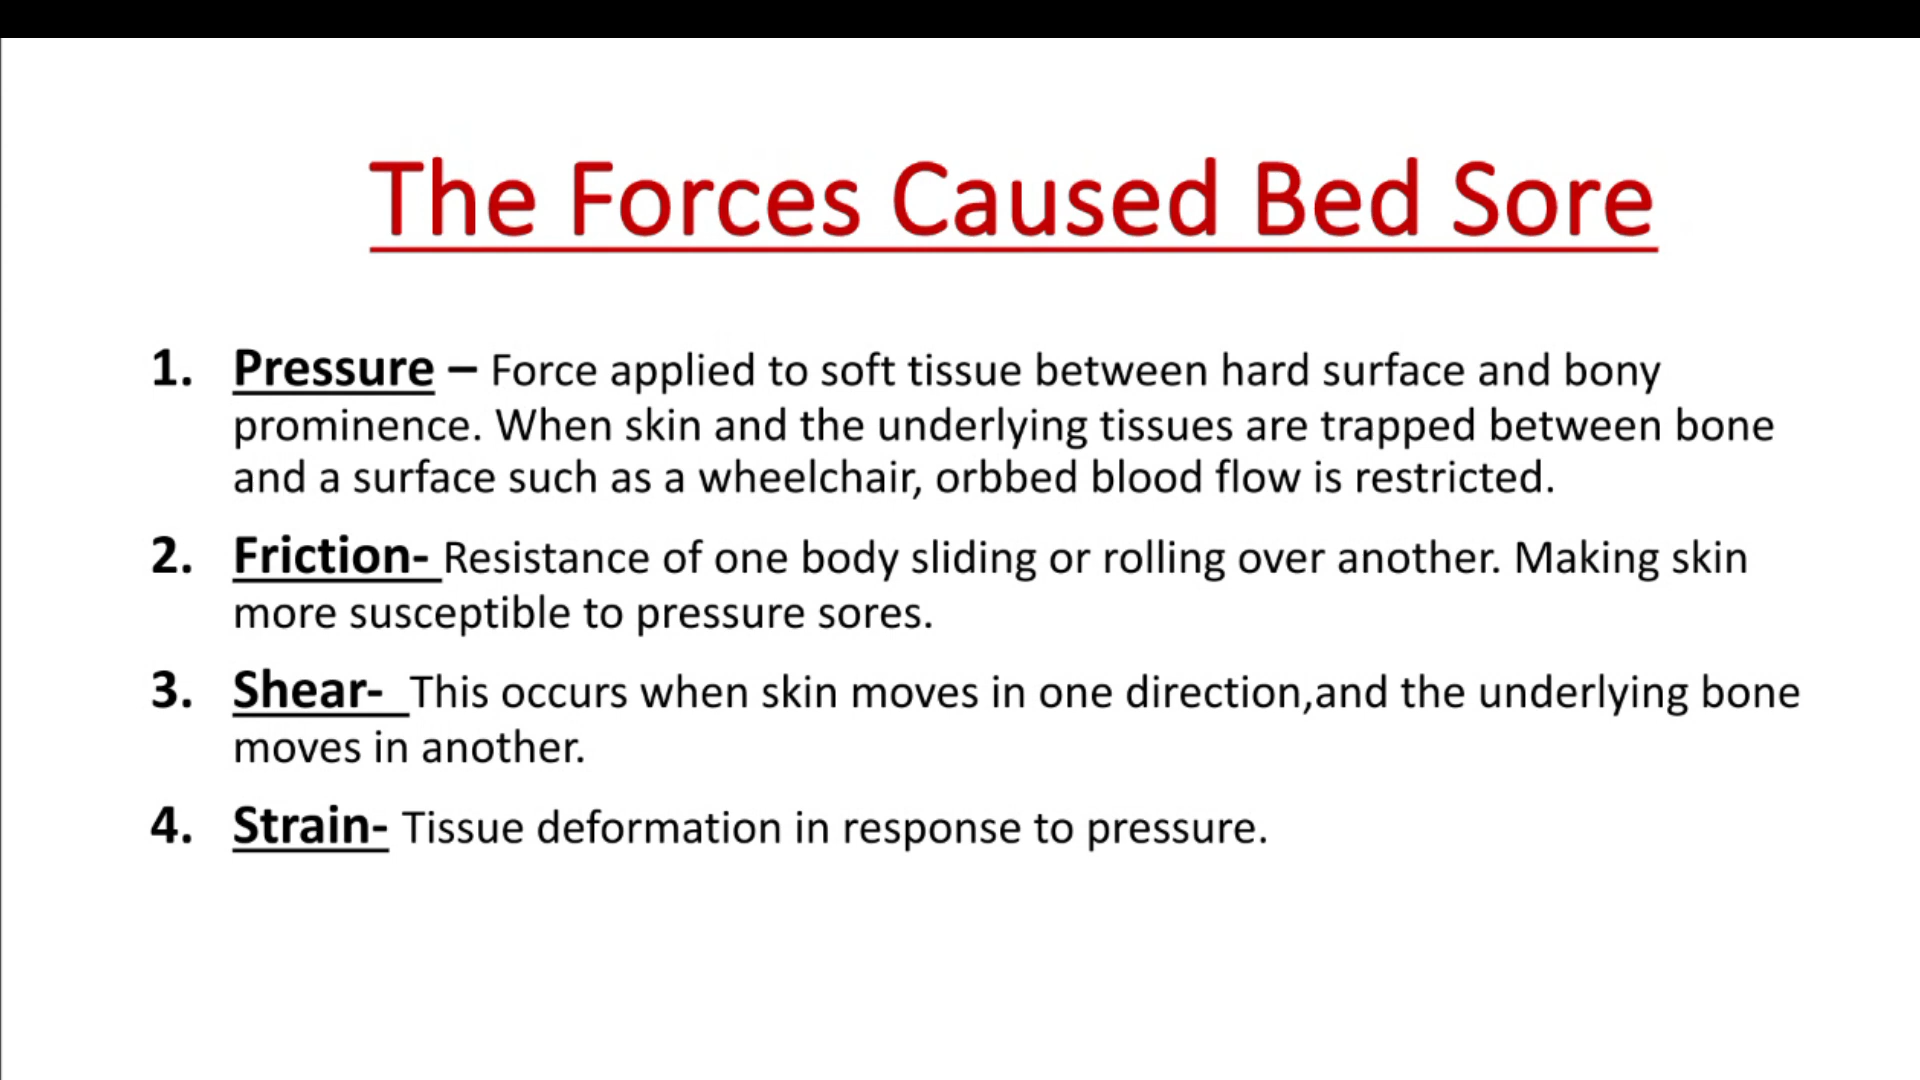 The Forces Caused Bed Sore
1. Pressure – Force applied to soft tissue between hard surface and bony
prominence. When skin and the underlying tissues are trapped between bone
and a surface such as a wheelchair, orbbed blood flow is restricted.
2. Friction- Resistance of one body sliding or rolling over another. Making skin
more susceptible to pressure sores.
3. Shear- This occurs when skin moves in one direction,and the underlying bone
moves in another.
4. Strain- Tissue deformation in response to pressure.